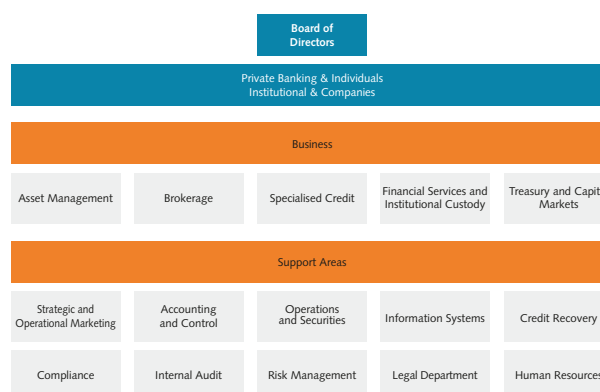 Board of
Directors
Private Banking & Individuals
Institutional & Companies
Business
Asset Management
Brokerage
Specialised Credit
Financial Services and
Institutional Custody
Treasury and Capit
Markets
Support Areas
Strategic and
Operational Marketing
Accounting
and Control
Operations
and Securities
Information Systems
Credit Recovery
Compliance
Internal Audit
Risk Management
Legal Department
Human Resources